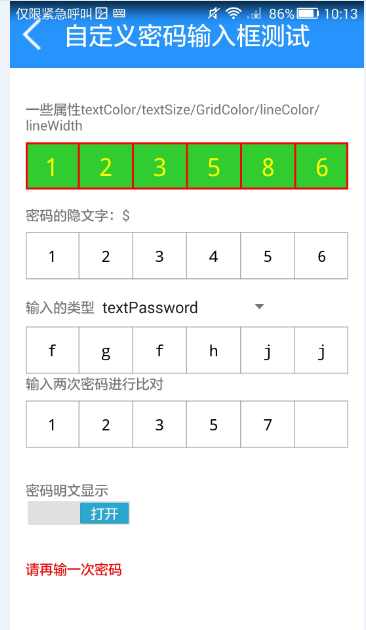 仅限紧急呼叫 86% 10:13
自定义密码输入框测试
一些属性textColor/textSize/GridColor/lineColor/
lineWidth
1 2 3 5 8 6
密码的隐文字：$
1 2 3 4 5 6
输入的类型 textPassword
f g f h j j
输入两次密码进行比对
1 2 3 5 7
密码明文显示
打开
请再输一次密码